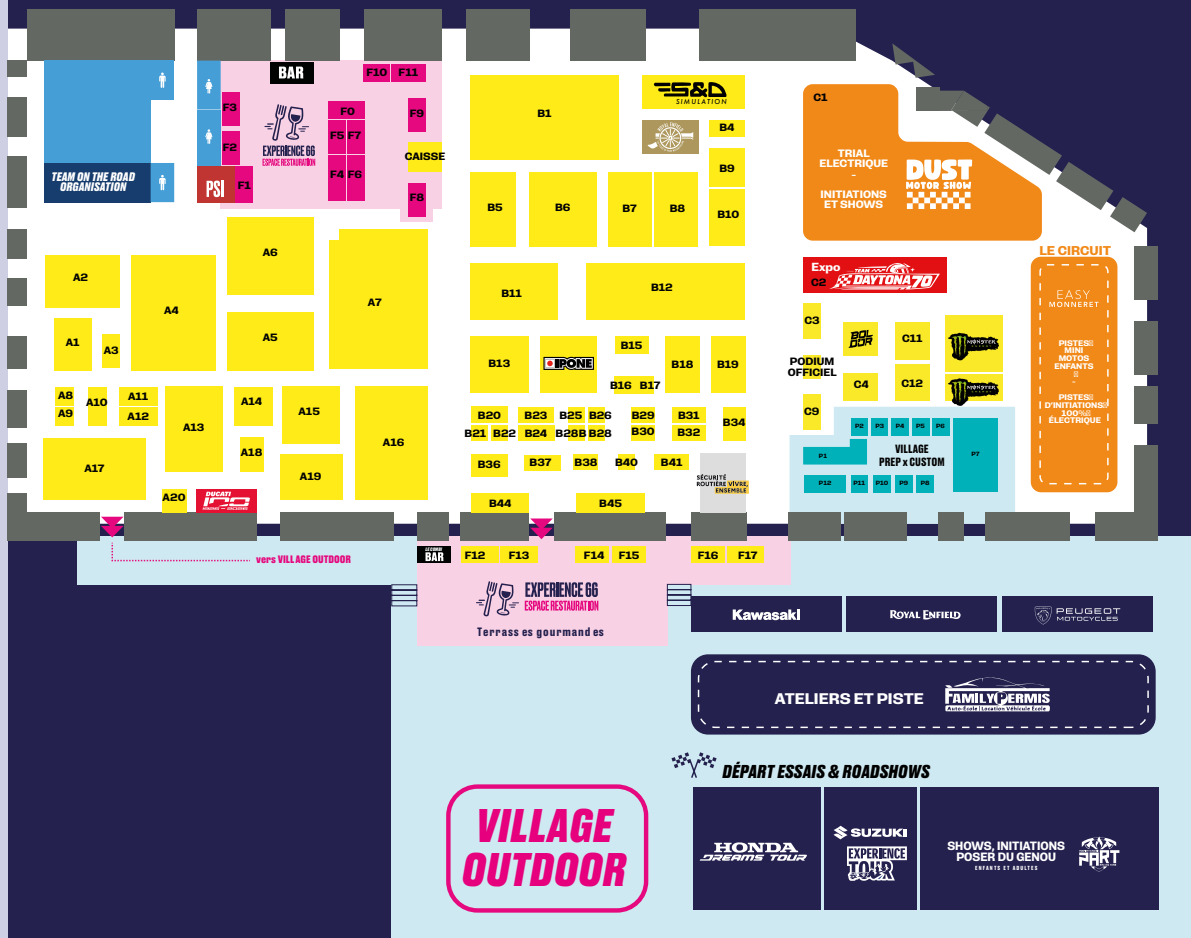 BAR
F10
F11
F3
F0
F9
F5
F7
EXPERIENCE 66
ESPACE RESTAURATION
F2
CAISSE
F4
F6
PSI
F1
F8
TEAM ON THE ROAD
ORGANISATION
A6
A2
A4
A7
A1
A3
A5
A8
A9
A10
A11
A12
A13
A14
A15
A16
A17
A18
A19
A20
DUCATI
B1
S&D
SIMULATION
ROYAL ENFIELD
B4
B9
B5
B6
B7
B8
B10
B11
B12
B13
IPONE
B15
B16
B17
B18
B19
B20
B23
B25
B26
B29
B31
B34
B21
B22
B24
B28B
B28
B30
B32
B36
B37
B38
B40
B41
SÉCURITÉ
ROUTIÈRE VIVRE,
ENSEMBLE
B44
B45
C1
TRIAL
ELECTRIQUE
-
INITIATIONS
ET SHOWS
DUST
MOTOR SHOW
Expo
C2
TEAM
DAYTONA 70
C3
BOL
D'OR
C11
MONSTER
PODIUM
OFFICIEL
C4
C12
MONSTER
C9
LE CIRCUIT
EASY
MONNERET
PISTES
MINI
MOTOS
ENFANTS
-
PISTES
D'INITIATIONS
100%
ÉLECTRIQUE
P2
P3
P4
P5
P6
P1
VILLAGE
PREP x CUSTOM
P7
P12
P11
P10
P9
P8
vers VILLAGE OUTDOOR
BAR
F12
F13
F14
F15
F16
F17
EXPERIENCE 66
ESPACE RESTAURATION
Terrasses gourmandes
Kawasaki
ROYAL ENFIELD
PEUGEOT
MOTOCYCLES
ATELIERS ET PISTE
FAMILY PERMIS
Auto-École | Location Véhicule École
DÉPART ESSAIS & ROADSHOWS
VILLAGE
OUTDOOR
HONDA
DREAMS TOUR
SUZUKI
EXPERIENCE
TOUR
SHOWS, INITIATIONS
POSER DU GENOU
ENFANTS ET ADULTES
PART